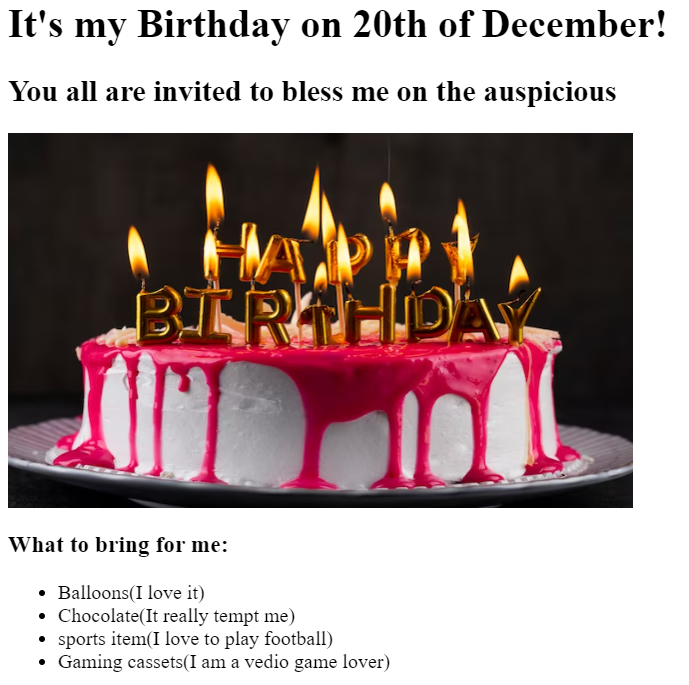 It's my Birthday on 20th of December!
You all are invited to bless me on the auspicious
HAPPY
BIRTHDAY
What to bring for me:
Balloons(I love it)
Chocolate(It really tempt me)
sports item(I love to play football)
Gaming cassets(I am a vedio game lover)